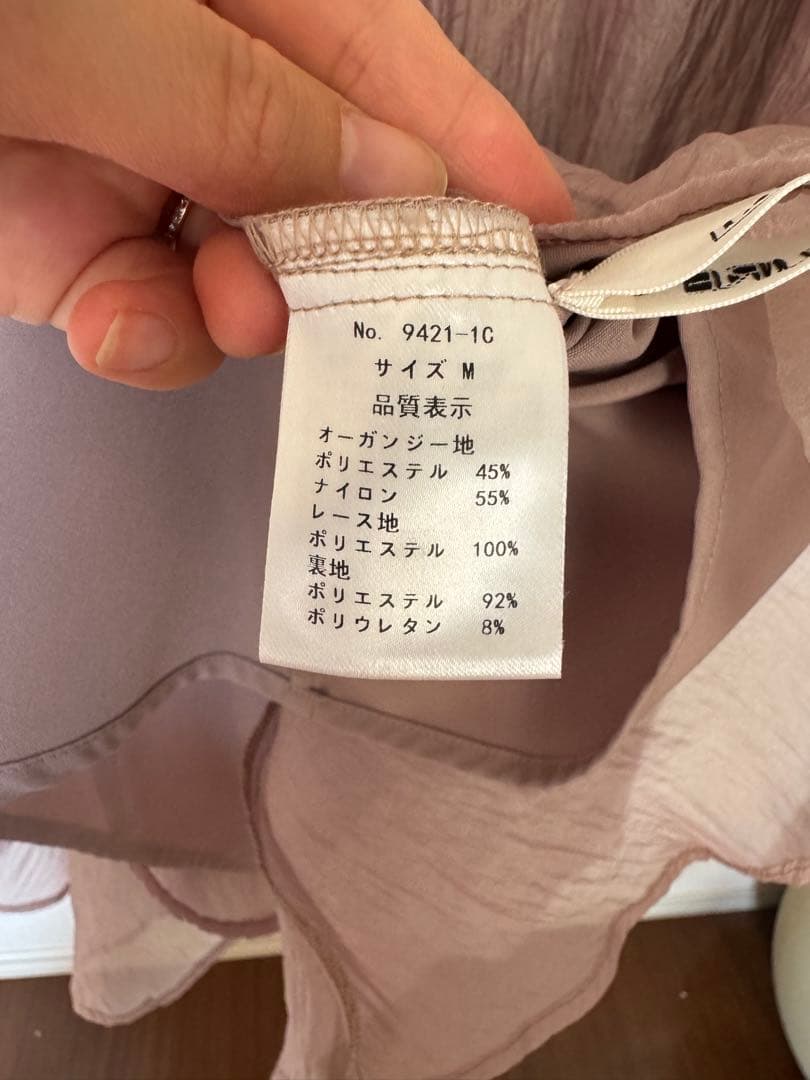 No. 9421-1C
サイズ M
品質表示
オーガンジー地
ポリエステル 45%
ナイロン 55%
レース地
ポリエステル 100%
裏地
ポリエステル 92%
ポリウレタン 8%